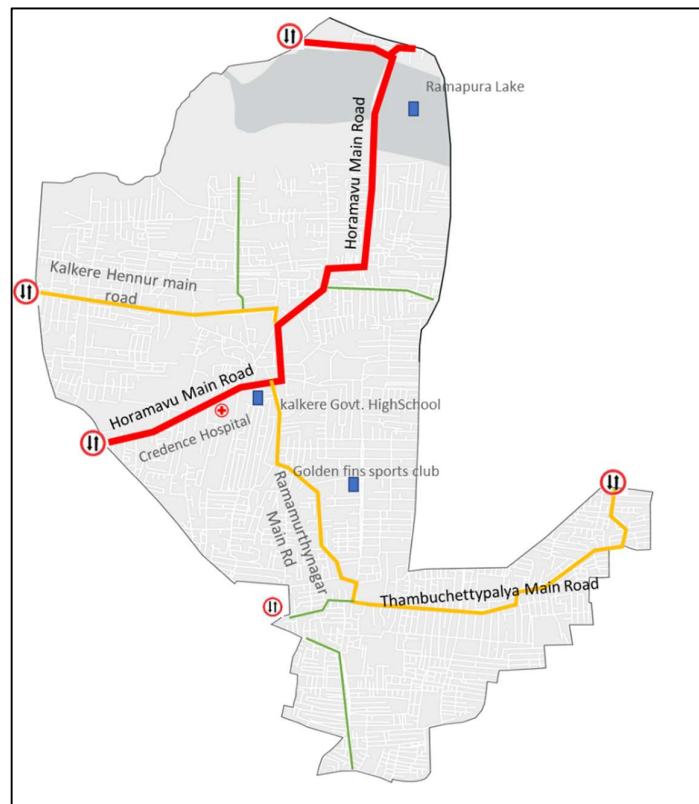 Ramapura Lake
Horamavu Main Road
Kalkere Hennur main
road
Horamavu Main Road
kalkere Govt. HighSchool
Credence Hospital
Golden fins sports club
Ramamurthynagar
Main Rd
Thambuchettypalya Main Road